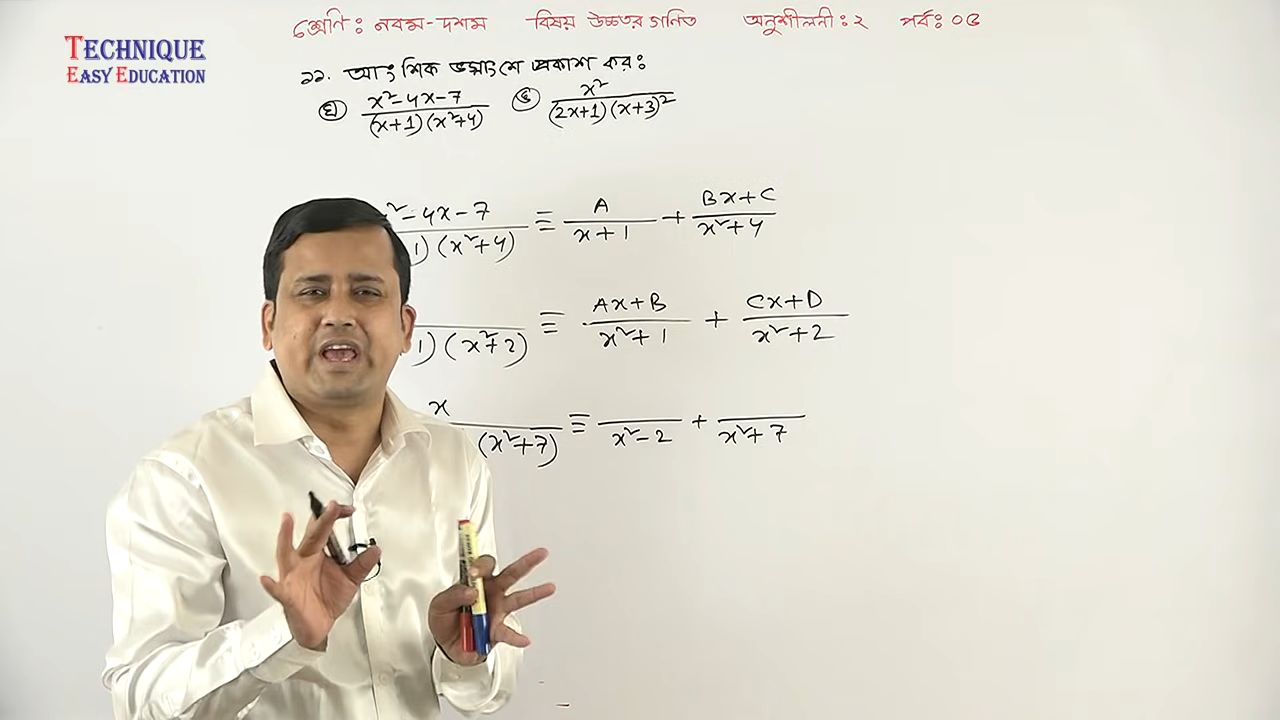 TECHNIQUE
EASY EDUCATION
শ্রেণি: নবম-দশম বিষয় উচ্চতর গনিত অনুশীলনী: ২ পর্ব: ০৫
১১. আংশিক ভগ্নাংশে প্রকাশ কর:
ঘ x²-4x-7 / (x+1)(x²+4) ঙ x² / (2x+1)(x+3)²
²-4x-7 / 1)(x²+4) ≡ A / x+1 + Bx+C / x²+4
1)(x²+2) ≡ Ax+B / x²+1 + Cx+D / x²+2
x / (x²+7) ≡ / x²-2 + / x²+7